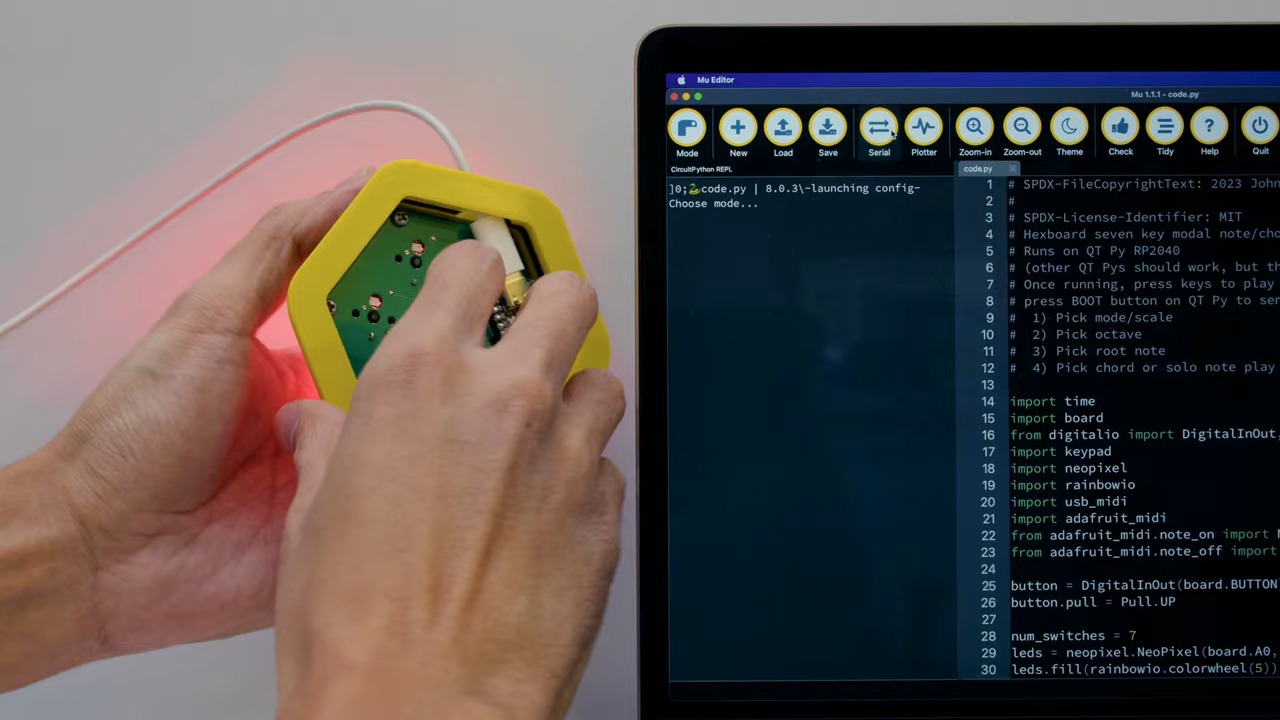 Mu Editor
Mu 1.1.1 - code.py
Mode New Load Save Serial Plotter Zoom-in Zoom-out Theme Check Tidy Help Quit
CircuitPython REPL
code.py
]0;🐍code.py | 8.0.3\-launching config-
Choose mode...
1 # SPDX-FileCopyrightText: 2023 John
2 #
3 # SPDX-License-Identifier: MIT
4 # Hexboard seven key modal note/cho
5 # Runs on QT Py RP2040
6 # (other QT Pys should work, but th
7 # Once running, press keys to play
8 # press BOOT button on QT Py to se
9 #  1) Pick mode/scale
10 #  2) Pick octave
11 #  3) Pick root note
12 #  4) Pick chord or solo note play
13
14 import time
15 import board
16 from digitalio import DigitalInOut,
17 import keypad
18 import neopixel
19 import rainbowio
20 import usb_midi
21 import adafruit_midi
22 from adafruit_midi.note_on import
23 from adafruit_midi.note_off import
24
25 button = DigitalInOut(board.BUTTON
26 button.pull = Pull.UP
27
28 num_switches = 7
29 leds = neopixel.NeoPixel(board.A0,
30 leds.fill(rainbowio.colorwheel(5))